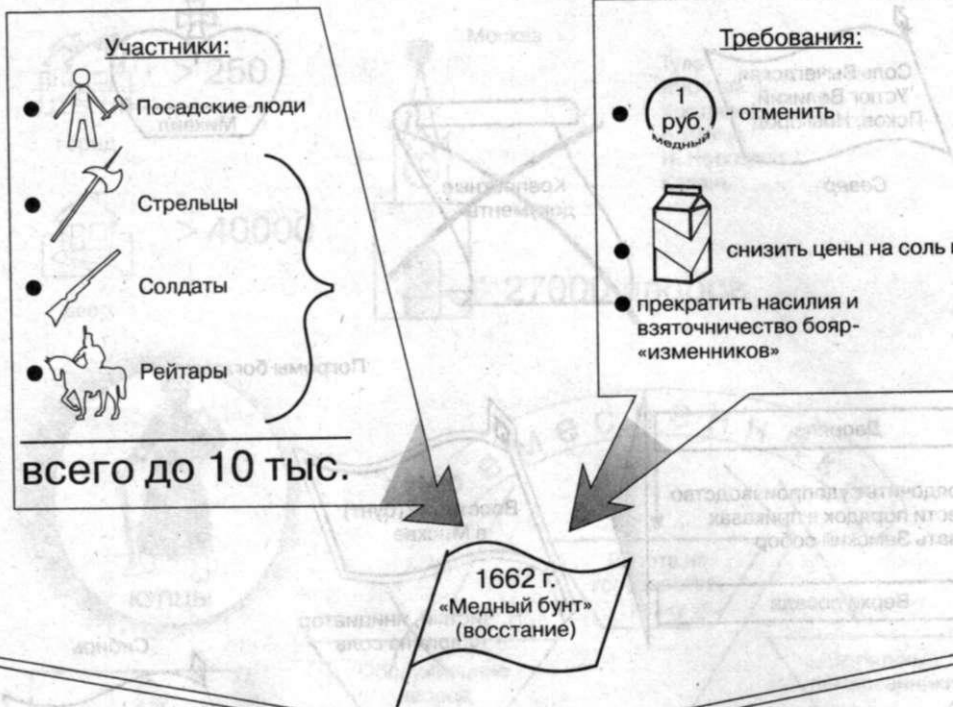 Участники:
Посадские люди
Стрельцы
Солдаты
Рейтары
всего до 10 тыс.
Требования:
1
руб.
медный
- отменить
снизить цены на соль
прекратить насилия и
взяточничество бояр-
«изменников»
1662 г.
«Медный бунт»
(восстание)